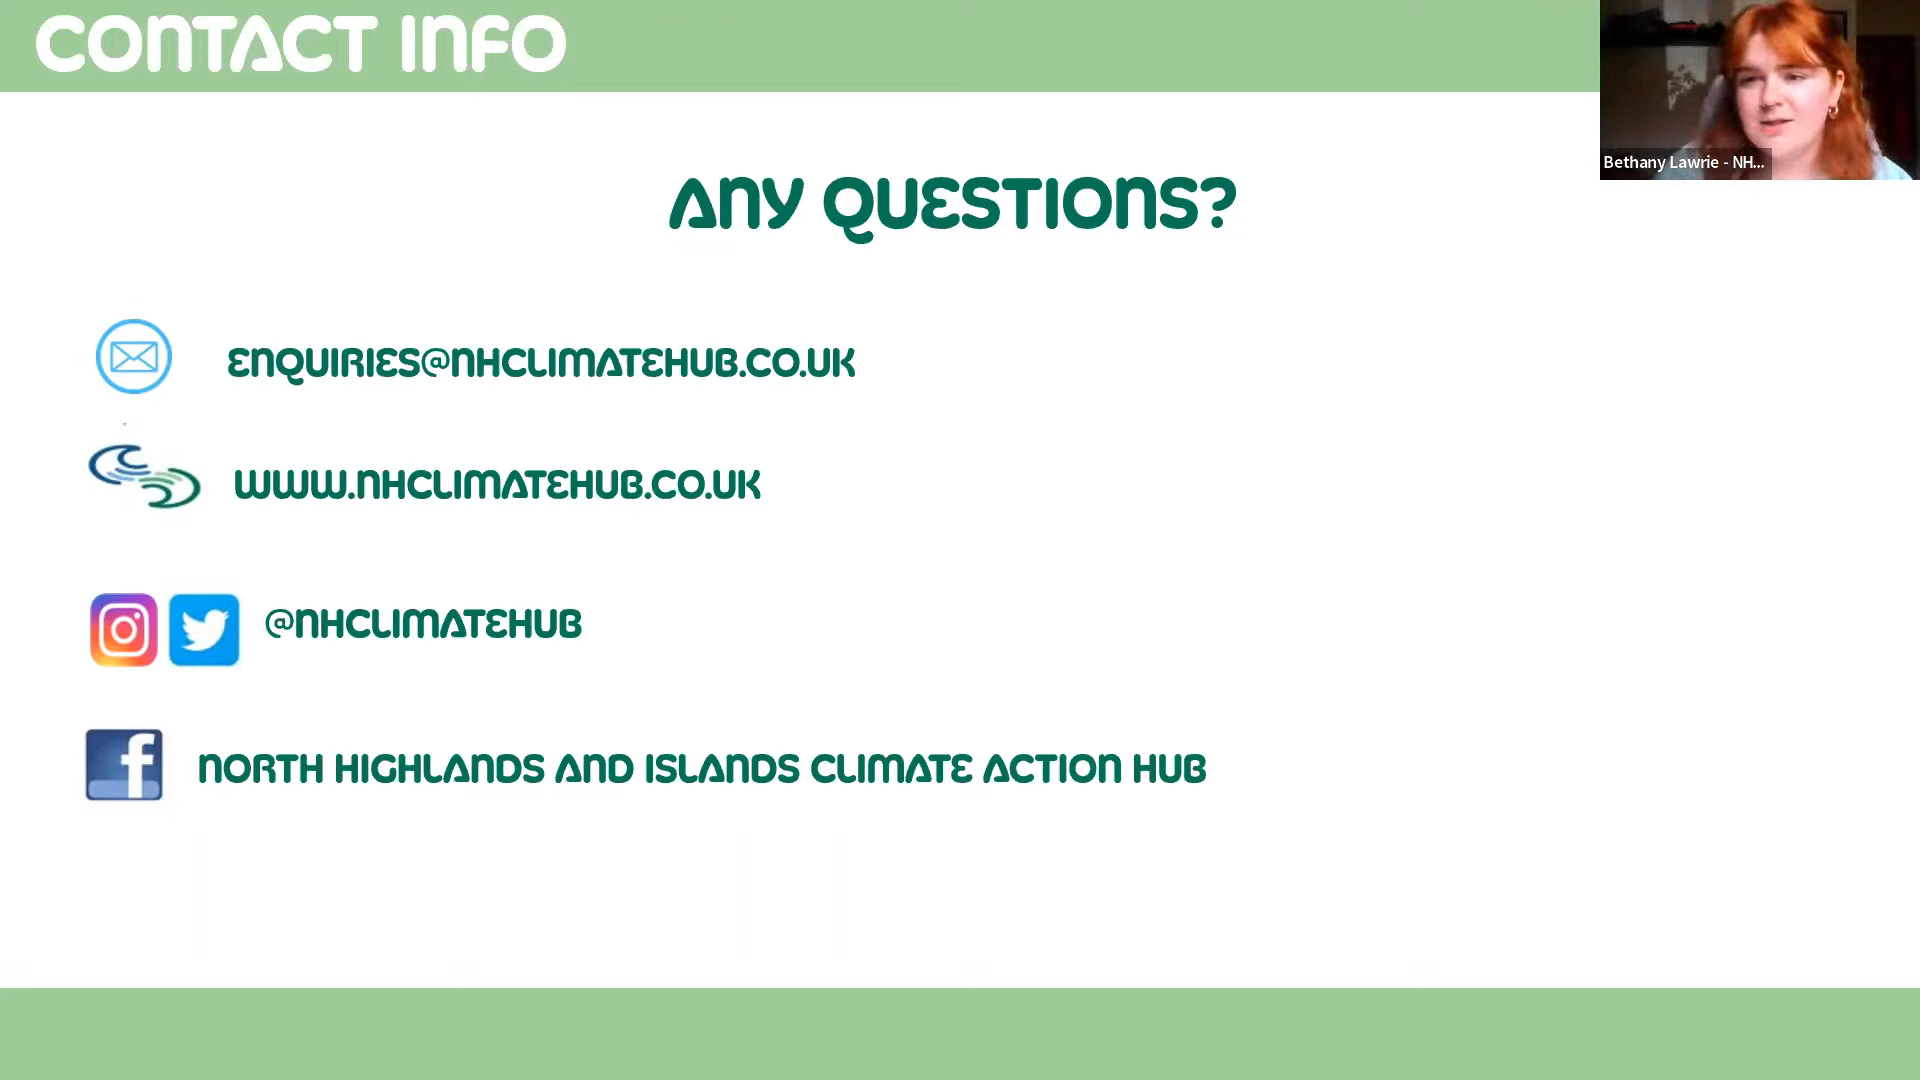 CONTACT INFO
Bethany Lawrie - NH...
ANY QUESTIONS?
ENQUIRIES@NHCLIMATEHUB.CO.UK
WWW.NHCLIMATEHUB.CO.UK
@NHCLIMATEHUB
NORTH HIGHLANDS AND ISLANDS CLIMATE ACTION HUB